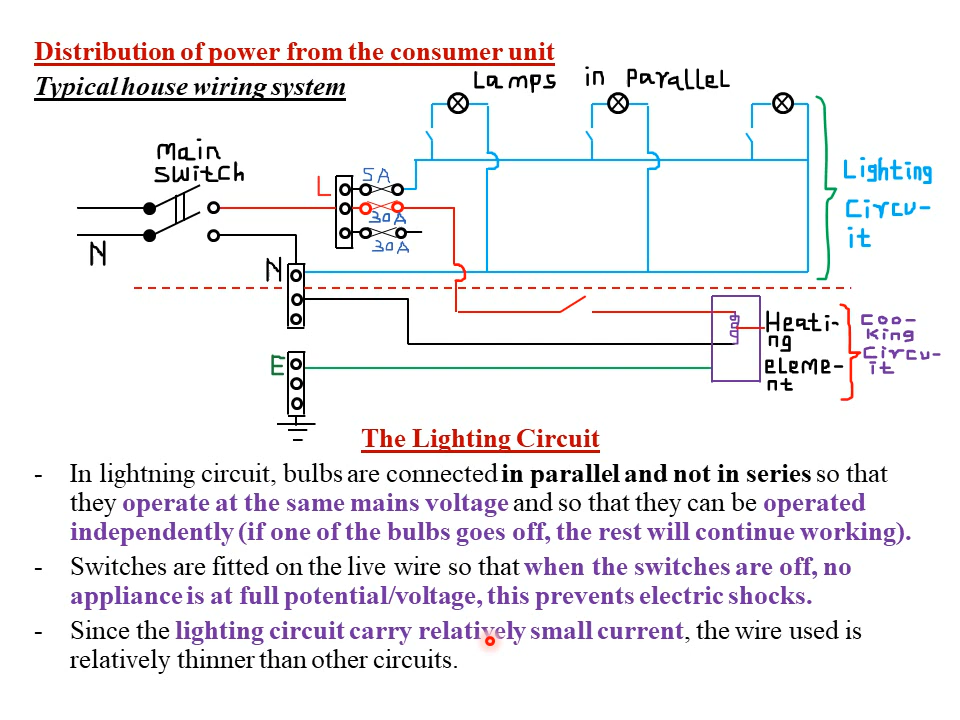 Distribution of power from the consumer unit
Typical house wiring system
Lamps in Parallel
Main
Switch
L
5A
30A
30A
N
N
E
Lighting
Circu-
it
Heati-
ng
eleme-
nt
Coo-
king
Circu-
it
The Lighting Circuit
- In lightning circuit, bulbs are connected in parallel and not in series so that
they operate at the same mains voltage and so that they can be operated
independently (if one of the bulbs goes off, the rest will continue working).
- Switches are fitted on the live wire so that when the switches are off, no
appliance is at full potential/voltage, this prevents electric shocks.
- Since the lighting circuit carry relatively small current, the wire used is
relatively thinner than other circuits.